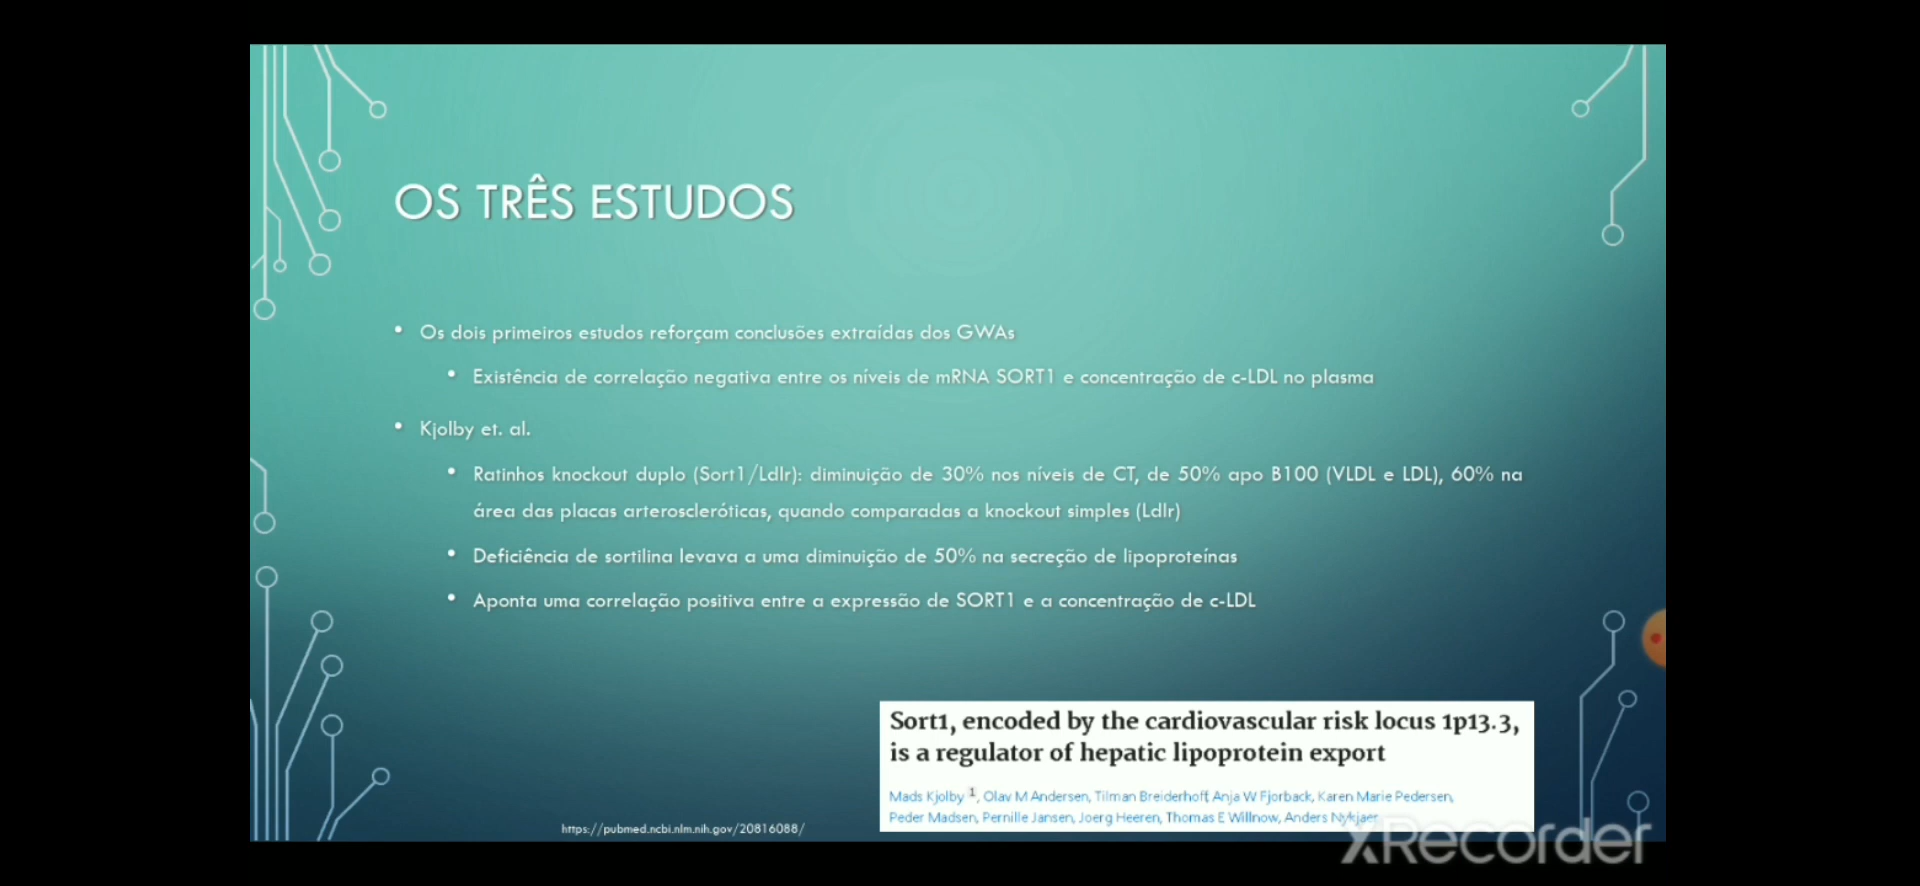 OS TRÊS ESTUDOS
• Os dois primeiros estudos reforçam conclusões extraídas dos GWAs
• Existência de correlação negativa entre os níveis de mRNA SORT1 e concentração de c-LDL no plasma
• Kjolby et. al.
• Ratinhos knockout duplo (Sort1/Ldlr): diminuição de 30% nos níveis de CT, de 50% apo B100 (VLDL e LDL), 60% na
área das placas arteroscleróticas, quando comparadas a knockout simples (Ldlr)
• Deficiência de sortilina levava a uma diminuição de 50% na secreção de lipoproteínas
• Aponta uma correlação positiva entre a expressão de SORT1 e a concentração de c-LDL
Sort1, encoded by the cardiovascular risk locus 1p13.3,
is a regulator of hepatic lipoprotein export
Mads Kjolby 1, Olav M Andersen, Tilman Breiderhoff, Anja W Fjorback, Karen Marie Pedersen,
Peder Madsen, Pernille Jansen, Joerg Heeren, Thomas E Willnow, Anders Nykjaer
https://pubmed.ncbi.nlm.nih.gov/20816088/
XRecorder